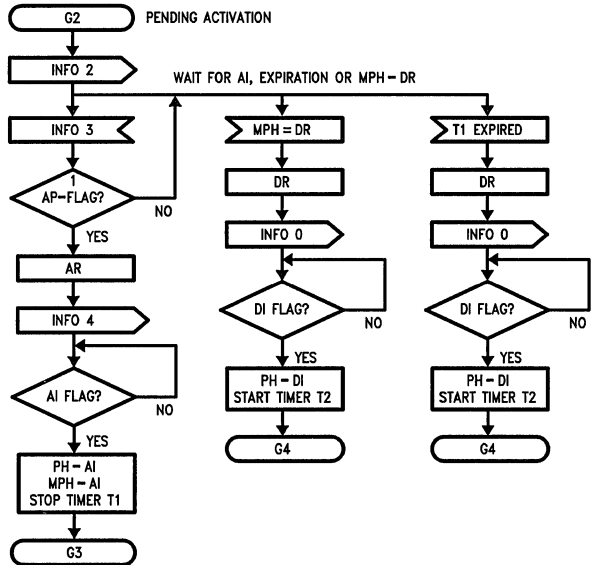 G2
PENDING ACTIVATION
INFO 2
WAIT FOR AI, EXPIRATION OR MPH-DR
INFO 3
MPH=DR
T1 EXPIRED
1
AP-FLAG?
NO
YES
DR
DR
INFO 0
INFO 0
AR
INFO 4
DI FLAG?
NO
YES
DI FLAG?
NO
YES
AI FLAG?
NO
YES
PH-DI
START TIMER T2
PH-DI
START TIMER T2
G4
G4
PH-AI
MPH-AI
STOP TIMER T1
G3